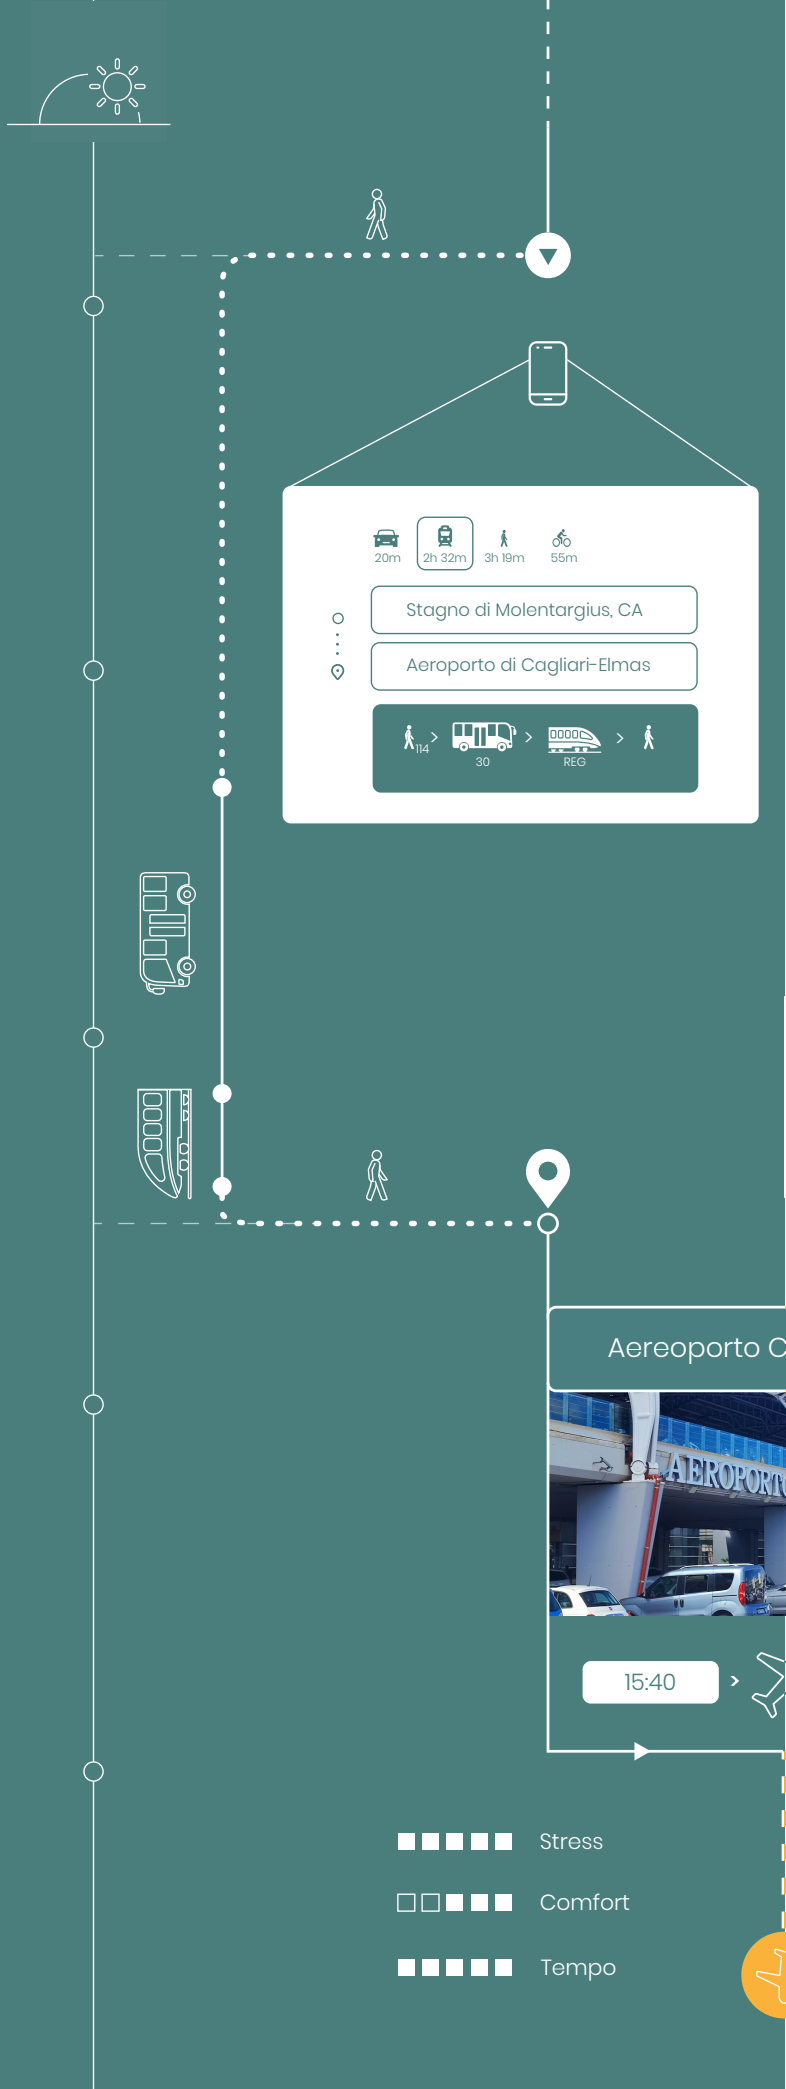 20m
2h 32m
3h 19m
55m
Stagno di Molentargius, CA
Aeroporto di Cagliari-Elmas
114
30
REG
Aereoporto C
AEROPORTO
15:40
Stress
Comfort
Tempo